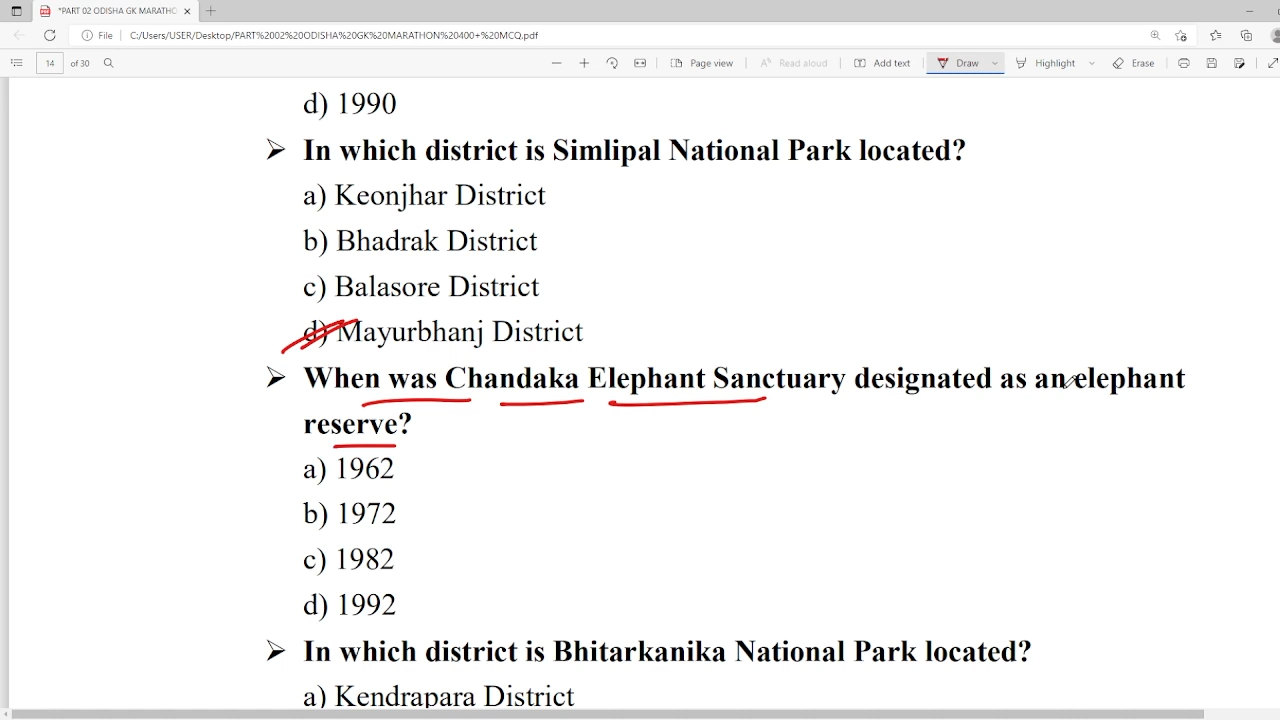 *PART 02 ODISHA GK MARATHO
File C:/Users/USER/Desktop/PART%2002%20ODISHA%20GK%20MARATHON%20400+%20MCQ.pdf
14 of 30 Page view Read aloud Add text Draw Highlight Erase
d) 1990
➢ In which district is Simlipal National Park located?
a) Keonjhar District
b) Bhadrak District
c) Balasore District
d) Mayurbhanj District
➢ When was Chandaka Elephant Sanctuary designated as an elephant
reserve?
a) 1962
b) 1972
c) 1982
d) 1992
➢ In which district is Bhitarkanika National Park located?
a) Kendrapara District